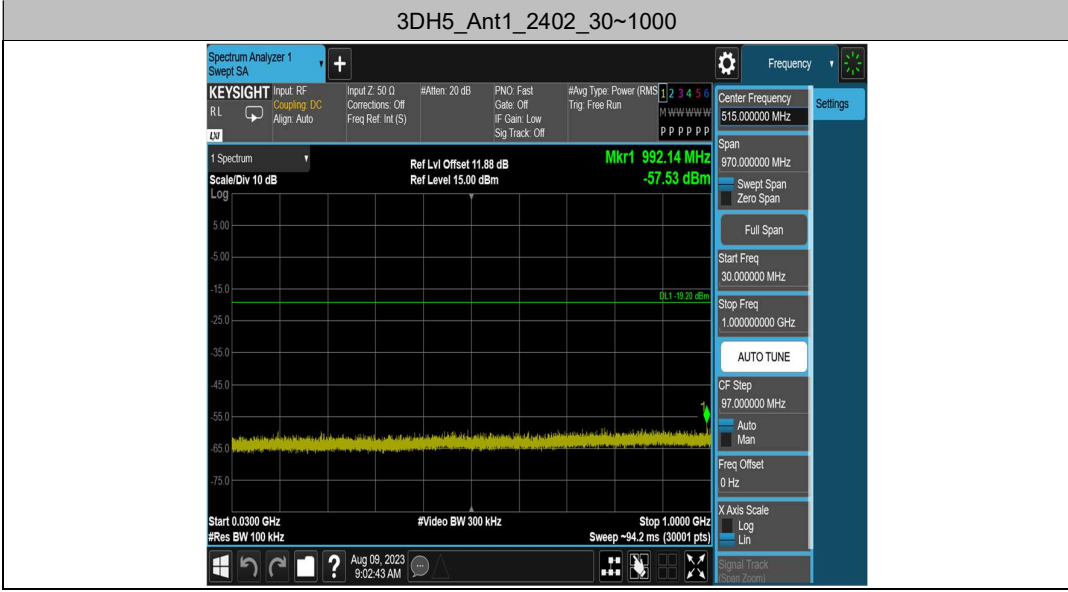 3DH5_Ant1_2402_30~1000
Spectrum Analyzer 1
Swept SA
+
Frequency
KEYSIGHT
RL
LXI
Input: RF
Coupling: DC
Align: Auto
Input Z: 50 Ω
Corrections: Off
Freq Ref: Int (S)
#Atten: 20 dB
PNO: Fast
Gate: Off
IF Gain: Low
Sig Track: Off
#Avg Type: Power (RMS
Trig: Free Run
1 2 3 4 5 6
M W W W W W
P P P P P P
1 Spectrum
Scale/Div 10 dB
Ref Lvl Offset 11.88 dB
Ref Level 15.00 dBm
Mkr1 992.14 MHz
-57.53 dBm
Log
5.00
-5.00
-15.0
DL1 -19.20 dBm
-25.0
-35.0
-45.0
-55.0
1
-65.0
-75.0
Start 0.0300 GHz
#Video BW 300 kHz
Stop 1.0000 GHz
#Res BW 100 kHz
Sweep ~94.2 ms (30001 pts)
?
Aug 09, 2023
9:02:43 AM
Settings
Center Frequency
515.000000 MHz
Span
970.000000 MHz
Swept Span
Zero Span
Full Span
Start Freq
30.000000 MHz
Stop Freq
1.000000000 GHz
AUTO TUNE
CF Step
97.000000 MHz
Auto
Man
Freq Offset
0 Hz
X Axis Scale
Log
Lin
Signal Track
(Span Zoom)